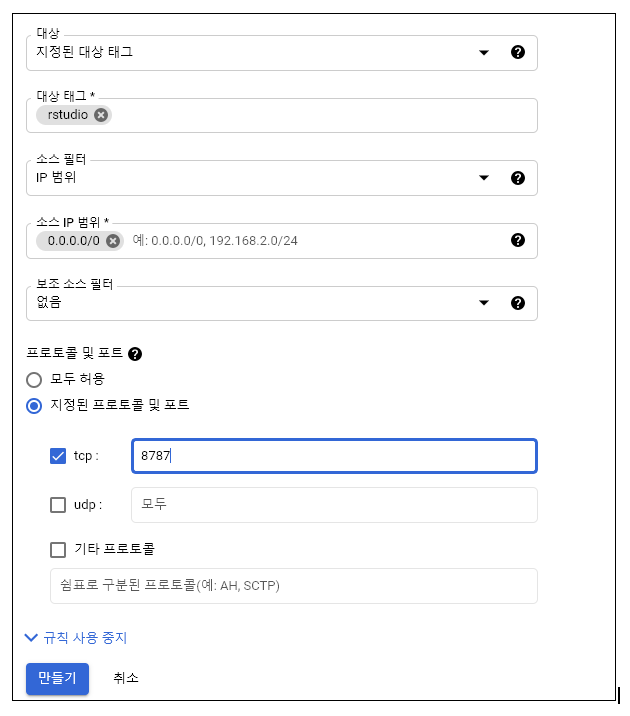 대상
지정된 대상 태그
대상 태그 *
rstudio
소스 필터
IP 범위
소스 IP 범위 *
0.0.0.0/0 예: 0.0.0.0/0, 192.168.2.0/24
보조 소스 필터
없음
프로토콜 및 포트
모두 허용
지정된 프로토콜 및 포트
tcp : 8787
udp : 모두
기타 프로토콜
쉼표로 구분된 프로토콜(예: AH, SCTP)
규칙 사용 중지
만들기 취소